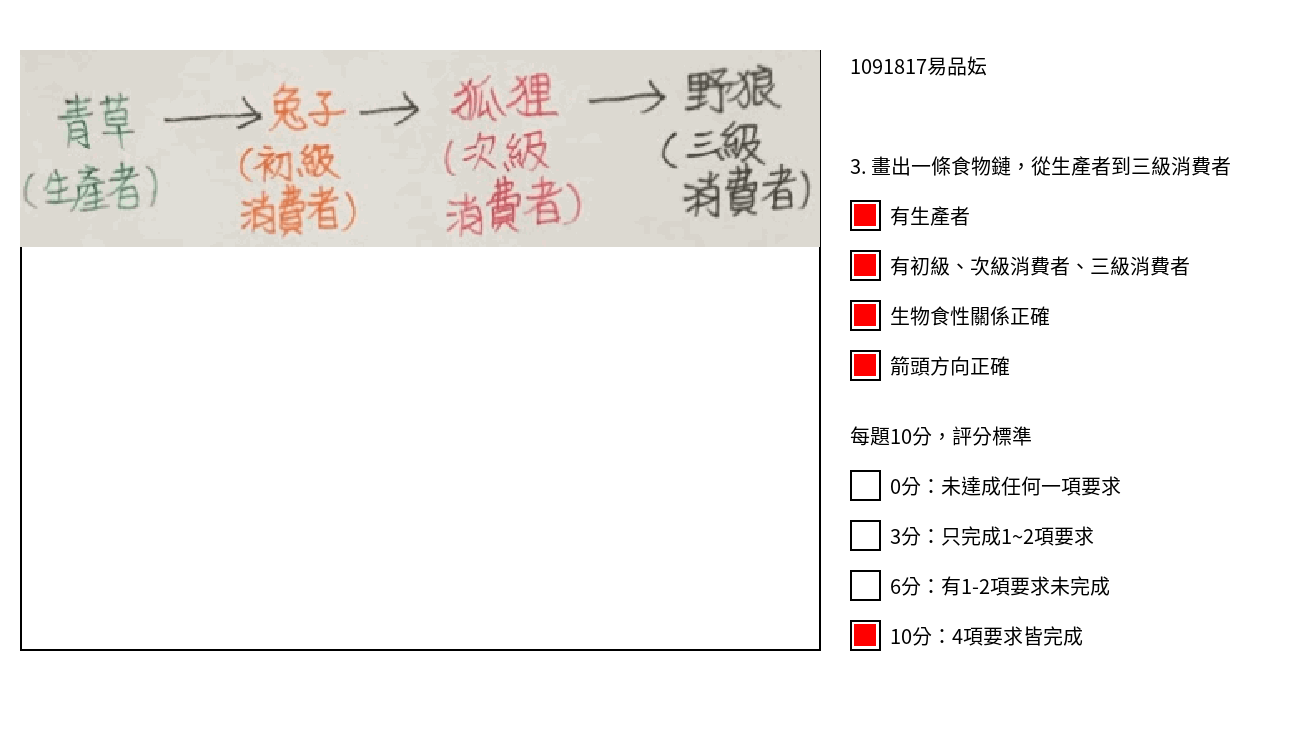 青草 → 兔子 → 狐狸 → 野狼
(生產者) (初級消費者) (次級消費者) (三級消費者)
1091817易品妘
3. 畫出一條食物鏈，從生產者到三級消費者
有生產者
有初級、次級消費者、三級消費者
生物食性關係正確
箭頭方向正確
每題10分，評分標準
0分：未達成任何一項要求
3分：只完成1~2項要求
6分：有1-2項要求未完成
10分：4項要求皆完成